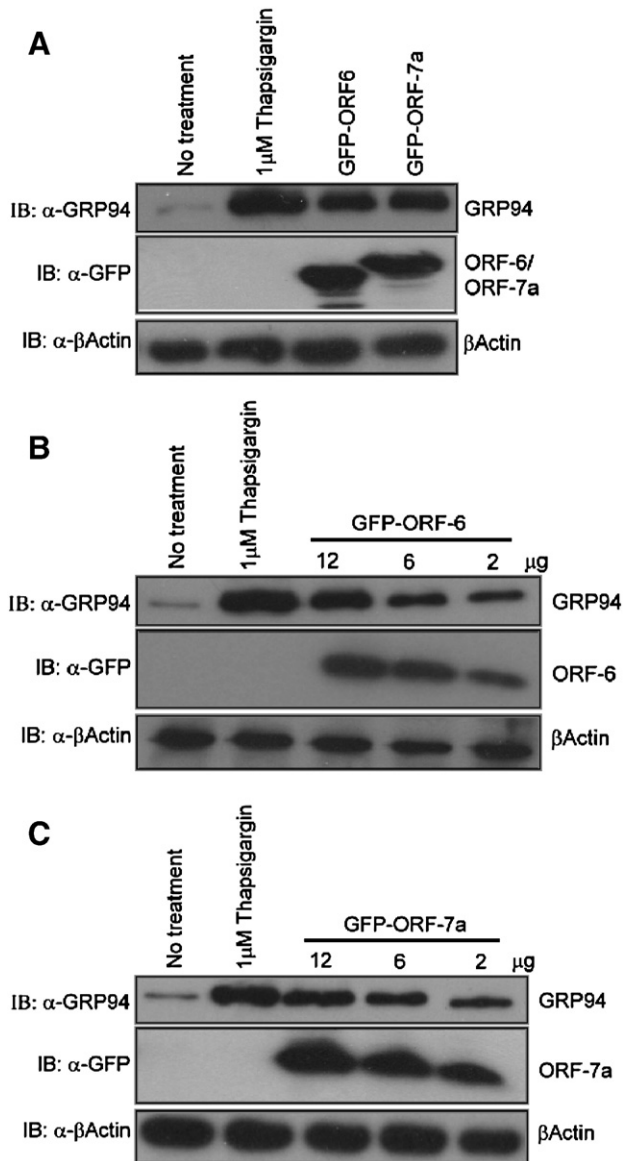 A
No treatment
1µM Thapsigargin
GFP-ORF6
GFP-ORF-7a
IB: α-GRP94
GRP94
IB: α-GFP
ORF-6/
ORF-7a
IB: α-βActin
βActin
B
No treatment
1µM Thapsigargin
GFP-ORF-6
12 6 2 µg
IB: α-GRP94
GRP94
IB: α-GFP
ORF-6
IB: α-βActin
βActin
C
No treatment
1µM Thapsigargin
GFP-ORF-7a
12 6 2 µg
IB: α-GRP94
GRP94
IB: α-GFP
ORF-7a
IB: α-βActin
βActin